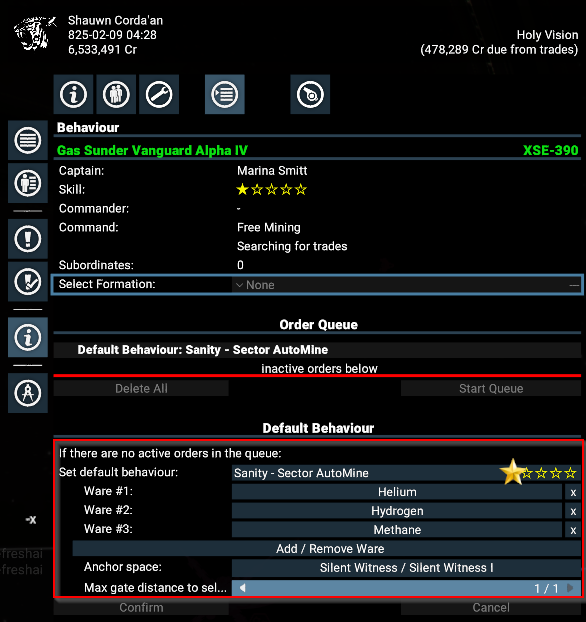 Shawn Corda'an
825-02-09 04:28
6,533,491 Cr
Holy Vision
(478,289 Cr due from trades)
Behaviour
Gas Sunder Vanguard Alpha IV XSE-390
Captain: Marina Smitt
Skill:
Commander: -
Command: Free Mining
Searching for trades
Subordinates: 0
Select Formation: None —
Order Queue
Default Behaviour: Sanity - Sector AutoMine
inactive orders below
Delete All Start Queue
Default Behaviour
If there are no active orders in the queue:
Set default behaviour: Sanity - Sector AutoMine
Ware #1: Helium x
Ware #2: Hydrogen x
Ware #3: Methane x
Add / Remove Ware
Anchor space: Silent Witness / Silent Witness I
Max gate distance to sel... 1 / 1
Confirm Cancel
-x
freshai
freshai